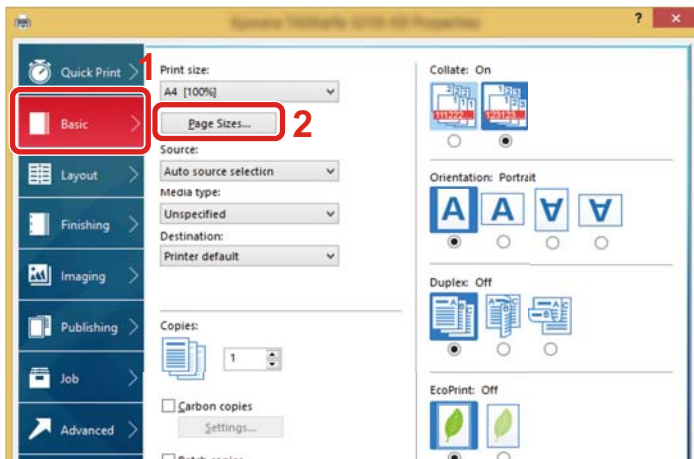 ? ×
Quick Print
1
Basic
Layout
Finishing
Imaging
Publishing
Job
Advanced
Print size:
A4 [100%]
Page Sizes...
2
Source:
Auto source selection
Media type:
Unspecified
Destination:
Printer default
Copies:
1
Carbon copies
Settings...
Collate: On
111222... 123123...
Orientation: Portrait
A A A A
Duplex: Off
EcoPrint: Off